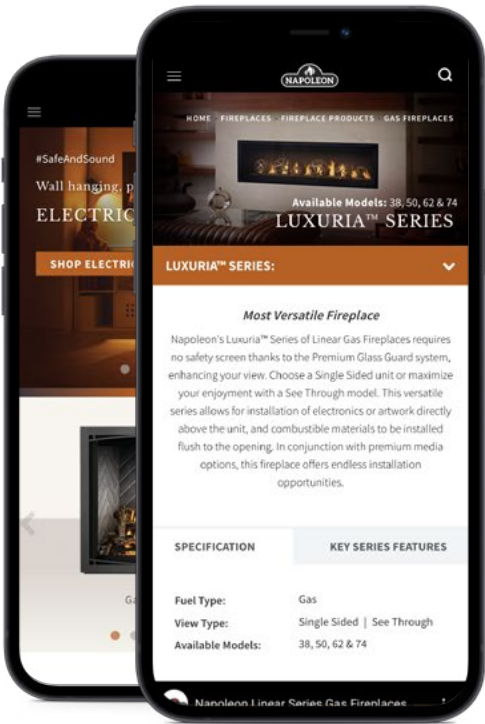 #SafeAndSound
Wall hanging, p
ELECTRIC
SHOP ELECTRI
Ga
NAPOLEON
HOME FIREPLACES FIREPLACE PRODUCTS GAS FIREPLACES
Available Models: 38, 50, 62 & 74
LUXURIA™ SERIES
LUXURIA™ SERIES:
Most Versatile Fireplace
Napoleon's Luxuria™ Series of Linear Gas Fireplaces requires
no safety screen thanks to the Premium Glass Guard system,
enhancing your view. Choose a Single Sided unit or maximize
your enjoyment with a See Through model. This versatile
series allows for installation of electronics or artwork directly
above the unit, and combustible materials to be installed
flush to the opening. In conjunction with premium media
options, this fireplace offers endless installation
opportunities.
SPECIFICATION KEY SERIES FEATURES
Fuel Type: Gas
View Type: Single Sided | See Through
Available Models: 38, 50, 62 & 74
Napoleon Linear Series Gas Fireplaces